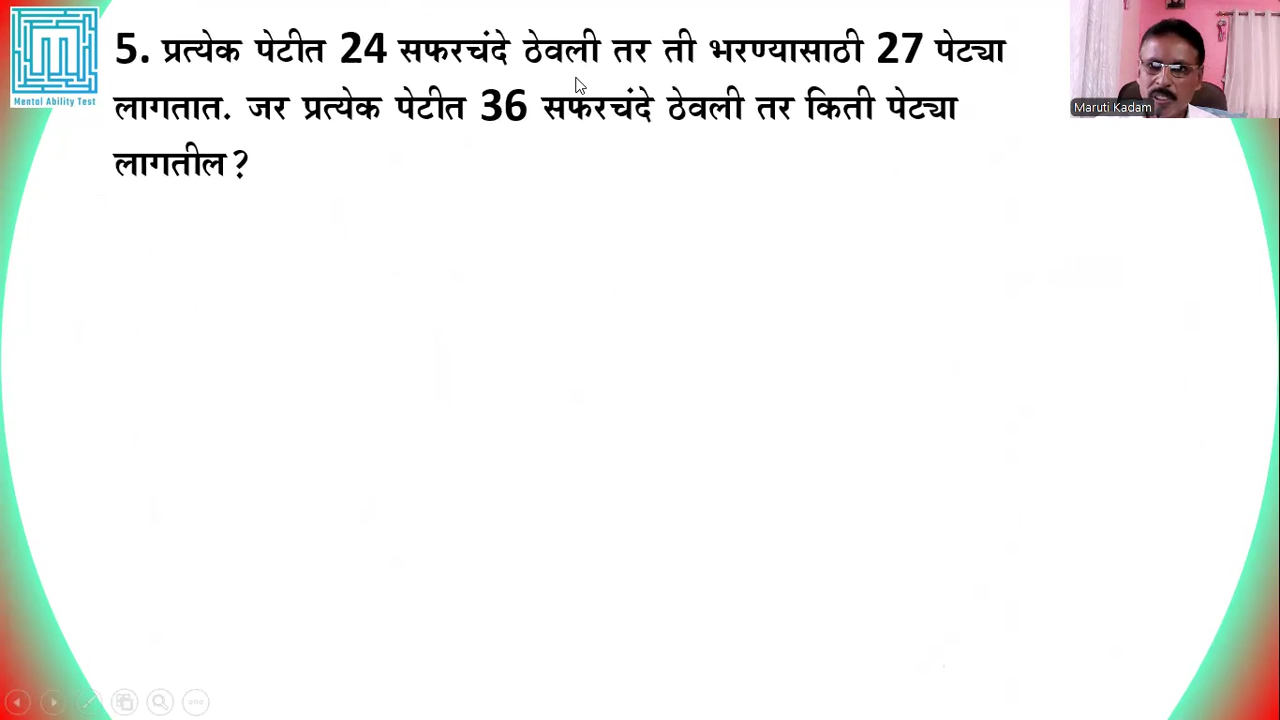 5. प्रत्येक पेटीत 24 सफरचंदे ठेवली तर ती भरण्यासाठी 27 पेट्या
लागतात. जर प्रत्येक पेटीत 36 सफरचंदे ठेवली तर किती पेट्या
लागतील ?
Mental Ability Test
Maruti Kadam